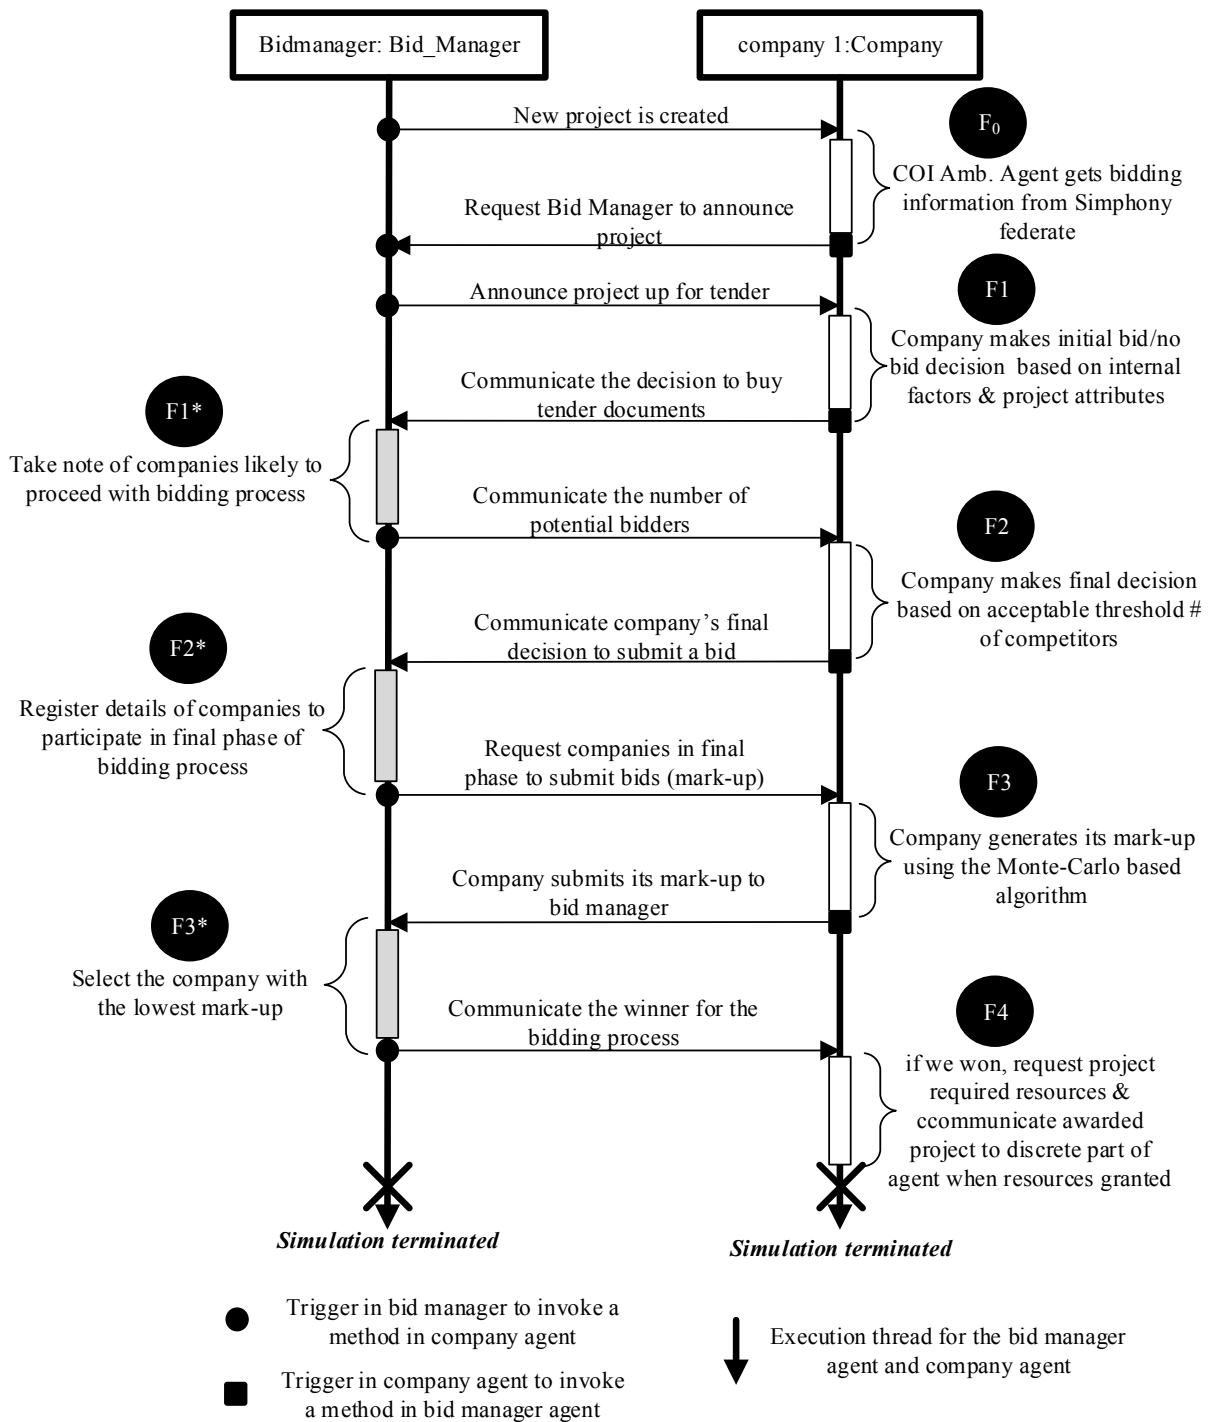 Bidmanager: Bid_Manager
company 1:Company
New project is created
F0
COI Amb. Agent gets bidding
information from Simphony
federate
Request Bid Manager to announce
project
F1
Announce project up for tender
Company makes initial bid/no
bid decision based on internal
factors & project attributes
Communicate the decision to buy
tender documents
F1*
Take note of companies likely to
proceed with bidding process
Communicate the number of
potential bidders
F2
Company makes final decision
based on acceptable threshold #
of competitors
Communicate company’s final
decision to submit a bid
F2*
Register details of companies to
participate in final phase of
bidding process
Request companies in final
phase to submit bids (mark-up)
F3
Company generates its mark-up
using the Monte-Carlo based
algorithm
Company submits its mark-up to
bid manager
F3*
Select the company with
the lowest mark-up
Communicate the winner for the
bidding process
F4
if we won, request project
required resources &
ccommunicate awarded
project to discrete part of
agent when resources granted
Simulation terminated
Simulation terminated
Trigger in bid manager to invoke a
method in company agent
Execution thread for the bid manager
agent and company agent
Trigger in company agent to invoke
a method in bid manager agent